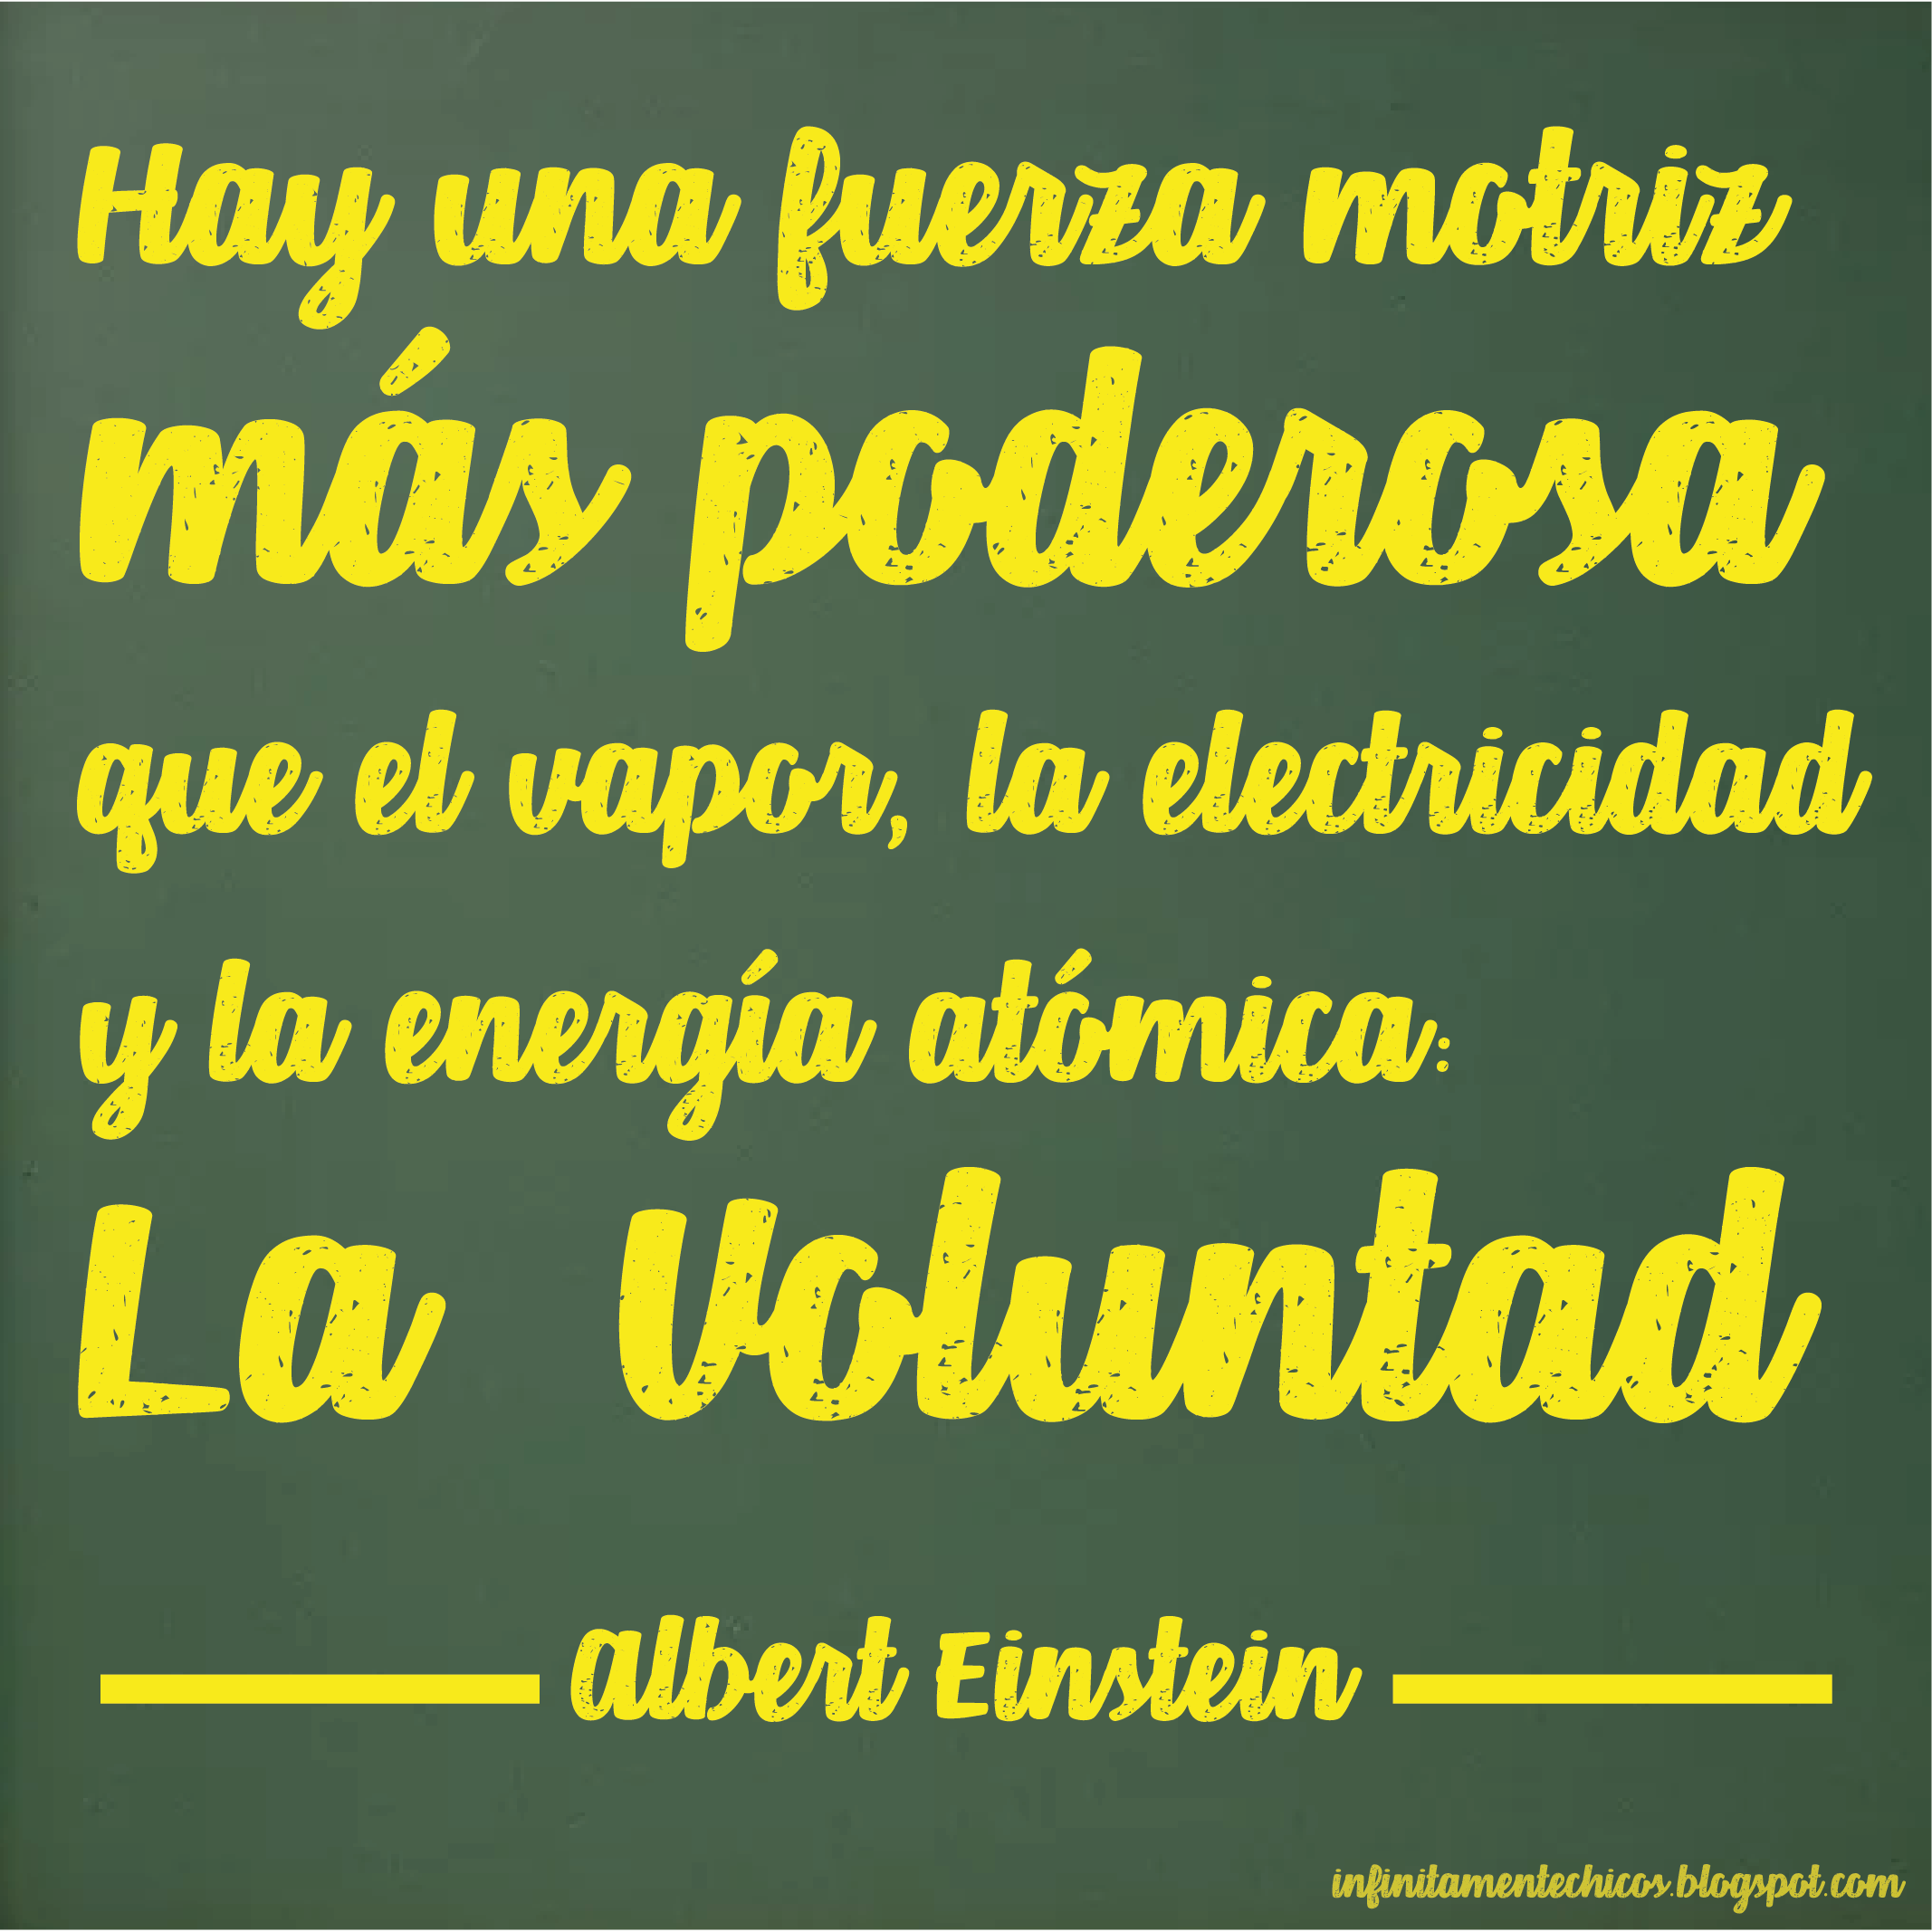 Hay una fuerza motriz
más poderosa
que el vapor, la electricidad
y la energía atómica:
La Voluntad
Albert Einstein
infinitamentechicos.blogspot.com